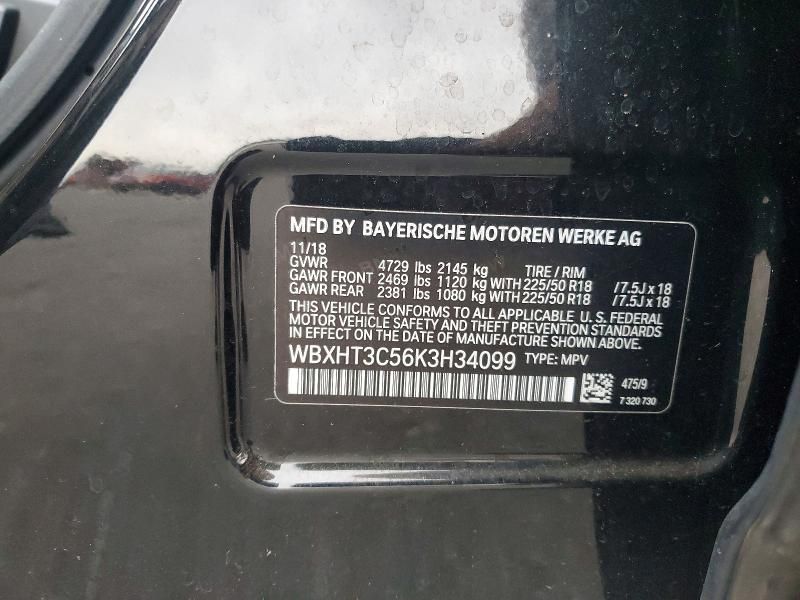 MFD BY BAYERISCHE MOTOREN WERKE AG
11/18
GVWR 4729 lbs 2145 kg TIRE / RIM
GAWR FRONT 2469 lbs 1120 kg WITH 225/50 R18 / 7.5J x 18
GAWR REAR 2381 lbs 1080 kg WITH 225/50 R18 / 7.5J x 18
THIS VEHICLE CONFORMS TO ALL APPLICABLE U. S. FEDERAL
MOTOR VEHICLE SAFETY AND THEFT PREVENTION STANDARDS
IN EFFECT ON THE DATE OF MANUFACTURE SHOWN ABOVE.
WBXHT3C56K3H34099 TYPE: MPV
475/9
7 320 730